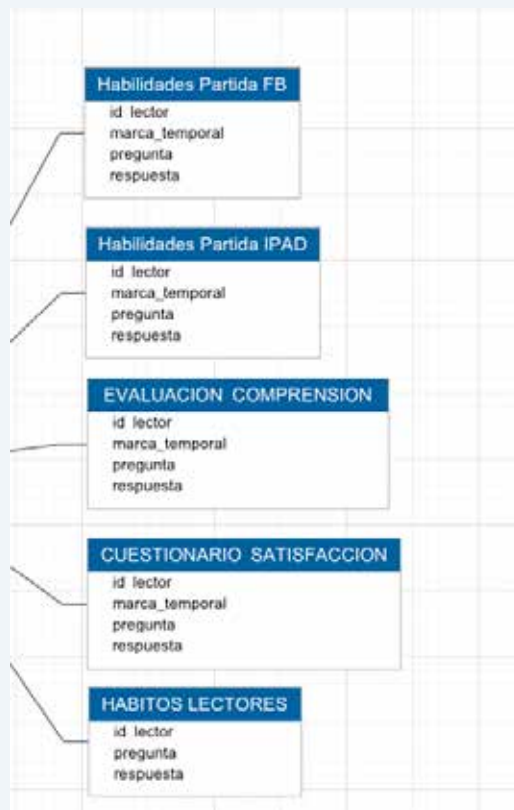 Habilidades Partida FB
id lector
marca_temporal
pregunta
respuesta
Habilidades Partida IPAD
id lector
marca_temporal
pregunta
respuesta
EVALUACION COMPRENSION
id lector
marca_temporal
pregunta
respuesta
CUESTIONARIO SATISFACCION
id lector
marca_temporal
pregunta
respuesta
HABITOS LECTORES
id lector
pregunta
respuesta